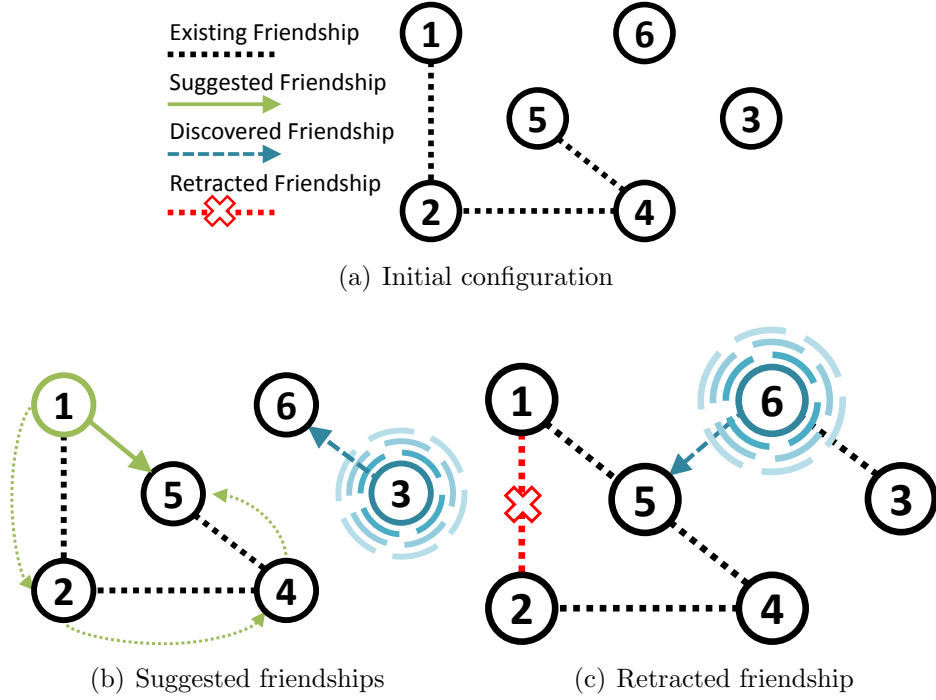 Existing Friendship
Suggested Friendship
Discovered Friendship
Retracted Friendship
1
6
5
3
2
4
(a) Initial configuration
1
6
5
3
2
4
(b) Suggested friendships
1
6
5
3
2
4
(c) Retracted friendship